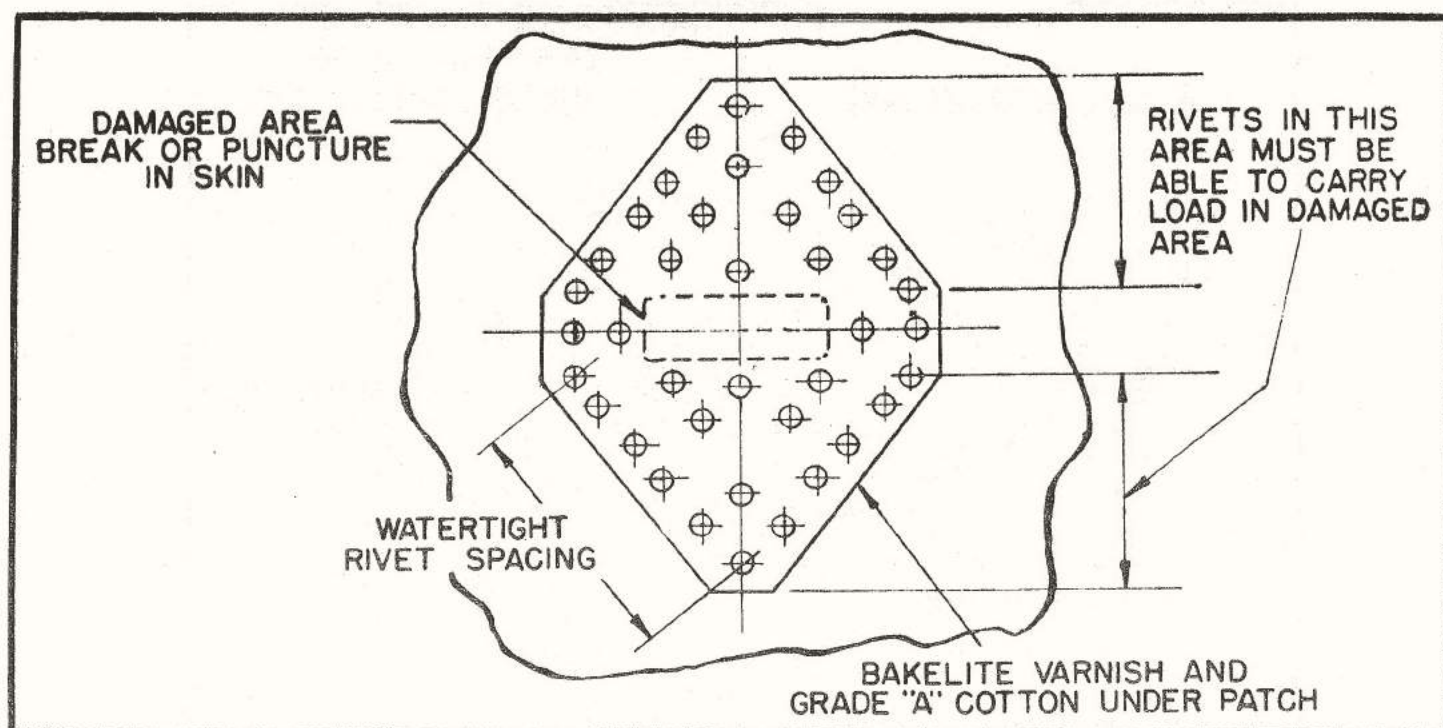 DAMAGED AREA
BREAK OR PUNCTURE
IN SKIN
RIVETS IN THIS
AREA MUST BE
ABLE TO CARRY
LOAD IN DAMAGED
AREA
WATERTIGHT
RIVET SPACING
BAKELITE VARNISH AND
GRADE "A" COTTON UNDER PATCH